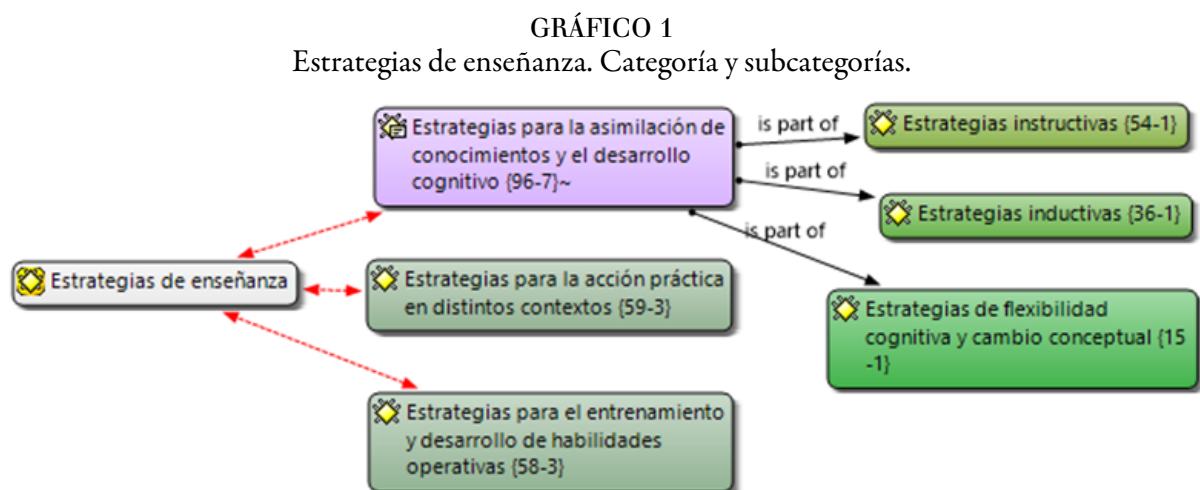 GRÁFICO 1
Estrategias de enseñanza. Categoría y subcategorías.
Estrategias de enseñanza
Estrategias para la asimilación de
conocimientos y el desarrollo
cognitivo {96-7}~
Estrategias para la acción práctica
en distintos contextos {59-3}
Estrategias para el entrenamiento
y desarrollo de habilidades
operativas {58-3}
is part of
Estrategias instructivas {54-1}
is part of
Estrategias inductivas {36-1}
is part of
Estrategias de flexibilidad
cognitiva y cambio conceptual {15
-1}